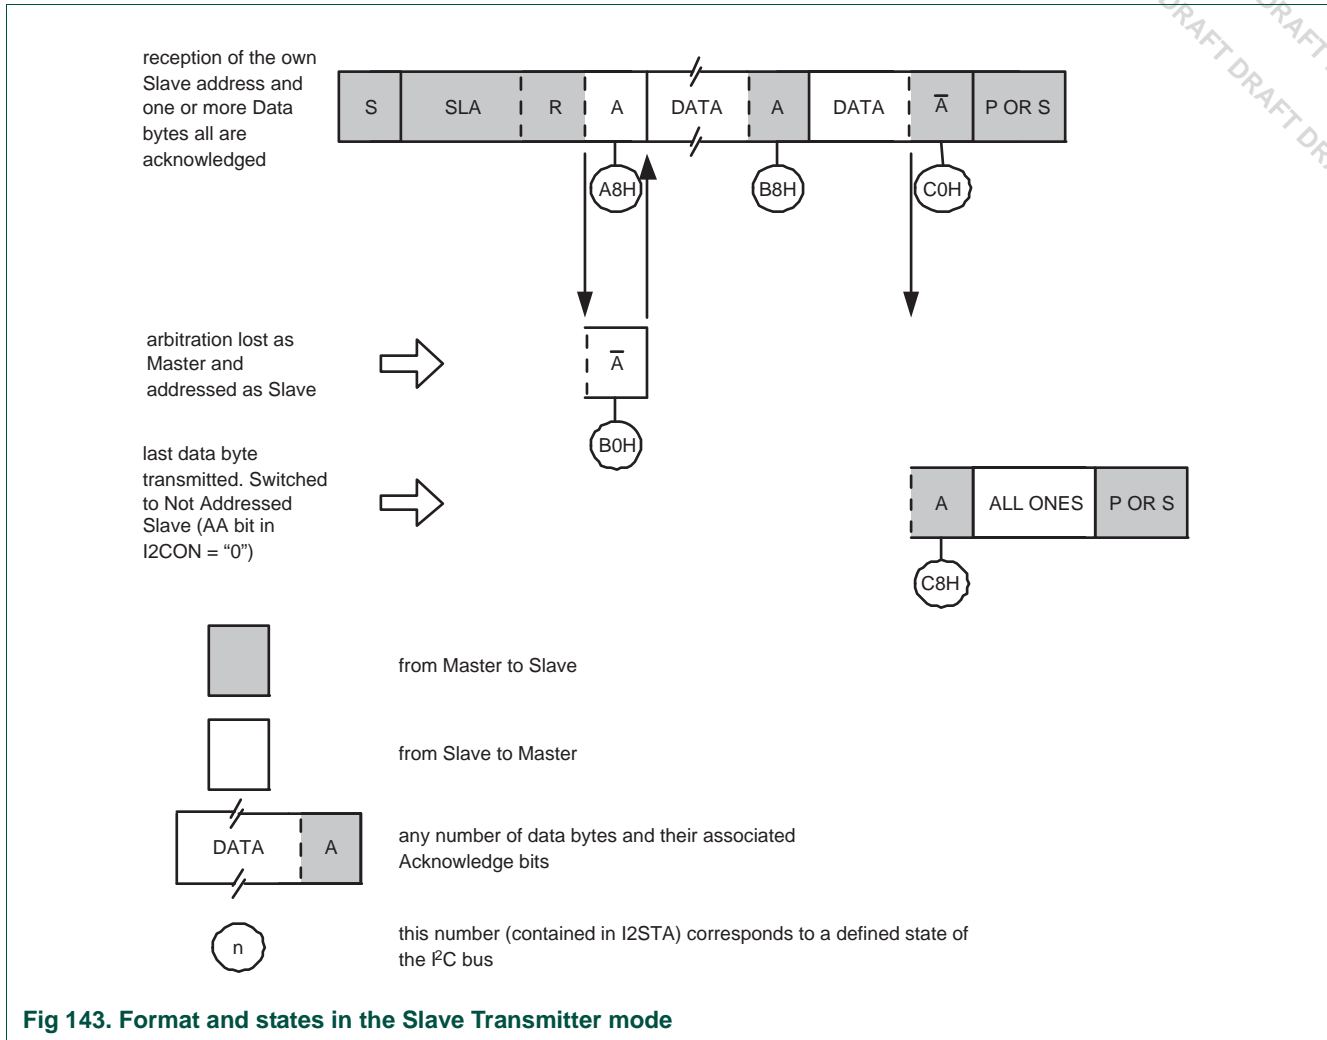 DRAFT
DRAFT DRAFT DRAFT
reception of the own
Slave address and
one or more Data
bytes all are
acknowledged
S SLA R A DATA A DATA A̅ P OR S
A8H B8H C0H
arbitration lost as
Master and
addressed as Slave
A̅
B0H
last data byte
transmitted. Switched
to Not Addressed
Slave (AA bit in
I2CON = “0”)
A ALL ONES P OR S
C8H
from Master to Slave
from Slave to Master
DATA A
any number of data bytes and their associated
Acknowledge bits
n
this number (contained in I2STA) corresponds to a defined state of
the I²C bus
Fig 143. Format and states in the Slave Transmitter mode